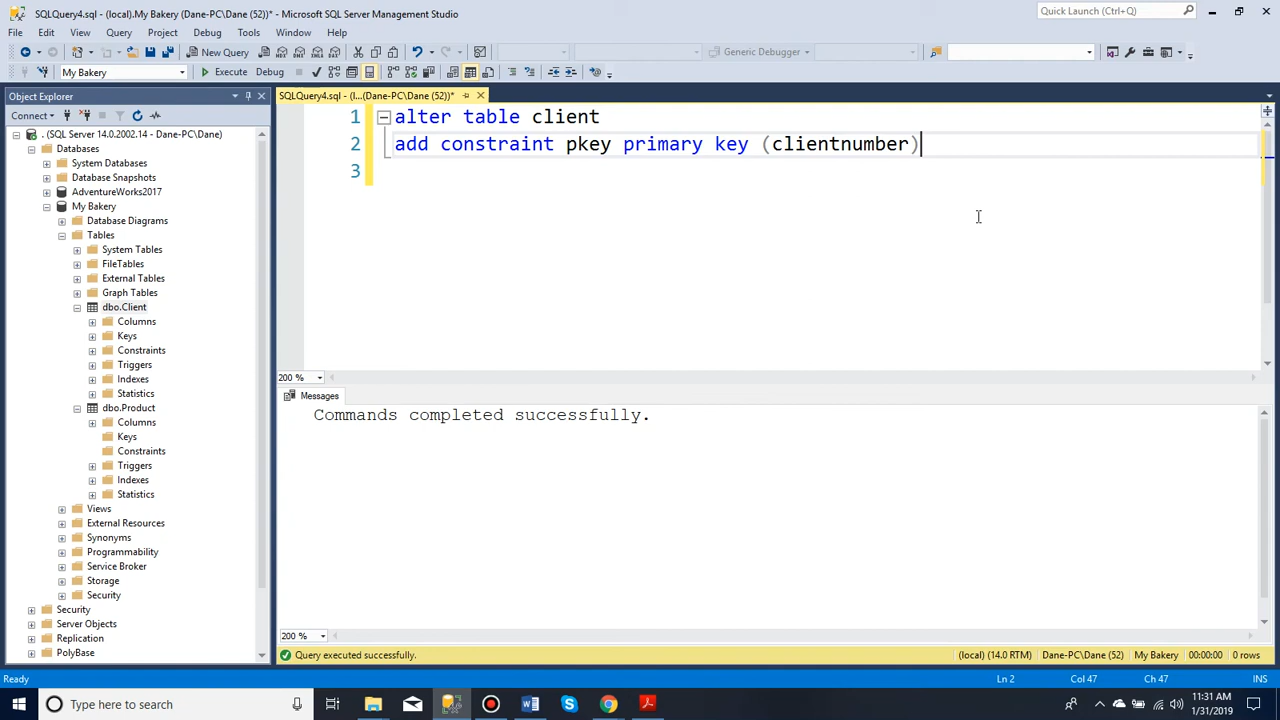 SQLQuery4.sql - (local).My Bakery (Dane-PC\Dane (52))* - Microsoft SQL Server Management Studio
Quick Launch (Ctrl+Q)
File Edit View Query Project Debug Tools Window Help
New Query
Generic Debugger
My Bakery
Execute Debug
Object Explorer
SQLQuery4.sql - (l...(Dane-PC\Dane (52))*
Connect
. (SQL Server 14.0.2002.14 - Dane-PC\Dane)
Databases
System Databases
Database Snapshots
AdventureWorks2017
My Bakery
Database Diagrams
Tables
System Tables
FileTables
External Tables
Graph Tables
dbo.Client
Columns
Keys
Constraints
Triggers
Indexes
Statistics
dbo.Product
Columns
Keys
Constraints
Triggers
Indexes
Statistics
Views
External Resources
Synonyms
Programmability
Service Broker
Storage
Security
Security
Server Objects
Replication
PolyBase
1 alter table client
2 add constraint pkey primary key (clientnumber)
3
200 %
Messages
Commands completed successfully.
200 %
Query executed successfully.
(local) (14.0 RTM) Dane-PC\Dane (52) My Bakery 00:00:00 0 rows
Ready
Ln 2 Col 47 Ch 47 INS
Type here to search
11:31 AM
1/31/2019